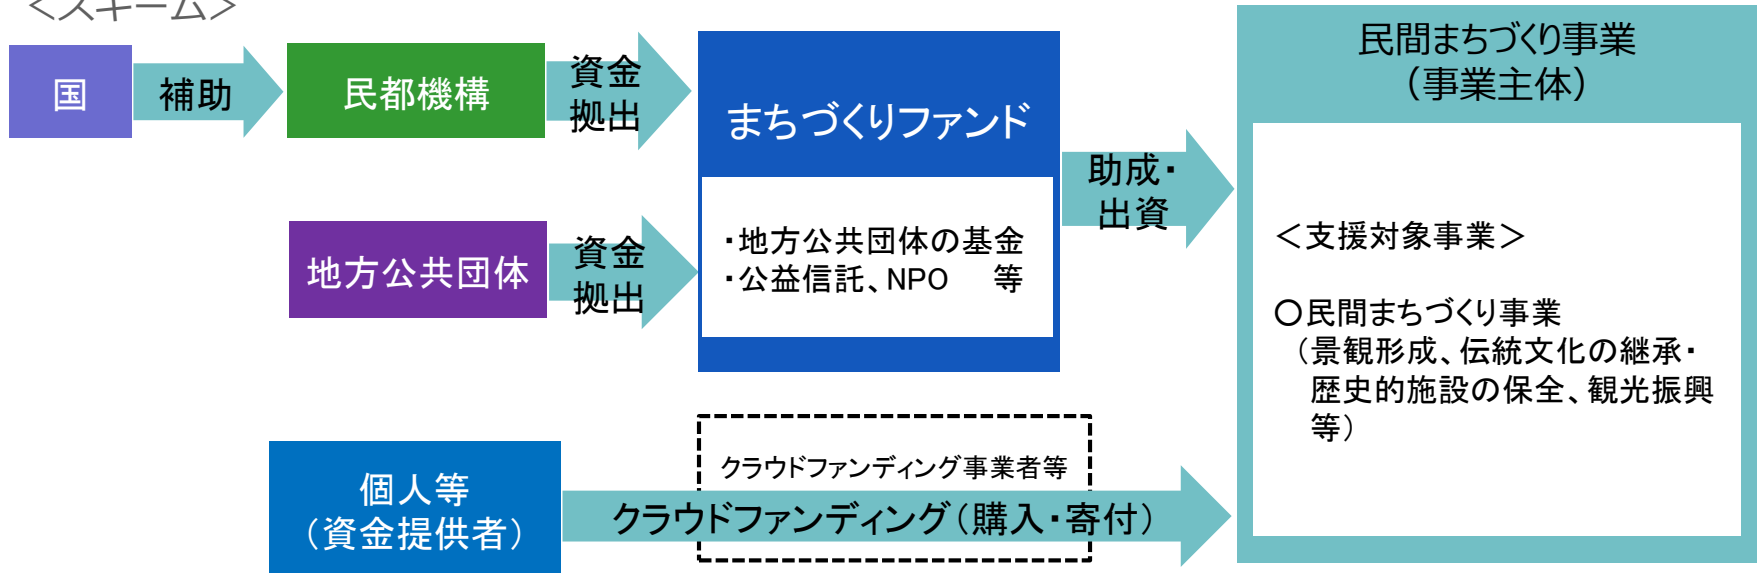 ＜スキーム＞
国
補助
民都機構
資金
拠出
まちづくりファンド
・地方公共団体の基金
・公益信託、NPO　等
地方公共団体
資金
拠出
助成・
出資
民間まちづくり事業
（事業主体）
＜支援対象事業＞
○民間まちづくり事業
（景観形成、伝統文化の継承・
歴史的施設の保全、観光振興
等）
個人等
（資金提供者）
クラウドファンディング事業者等
クラウドファンディング（購入・寄付）